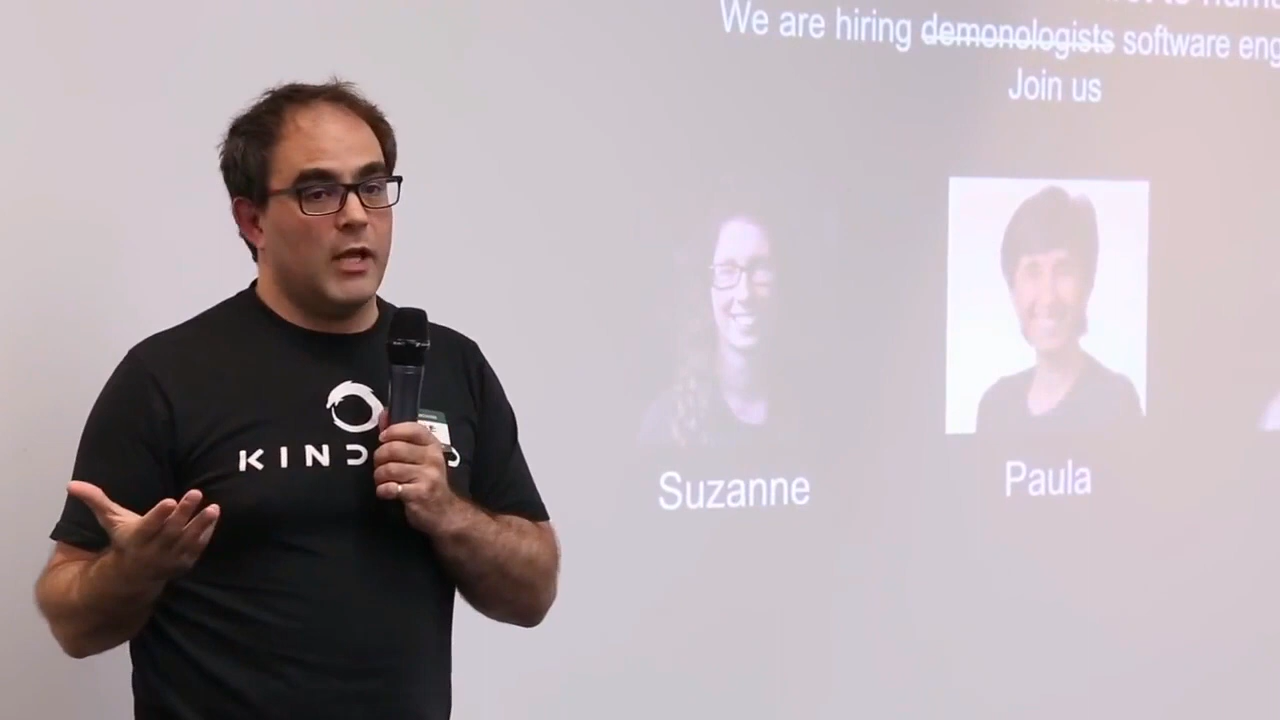 We are hiring demonologists software eng
Join us
KIND
Suzanne
Paula